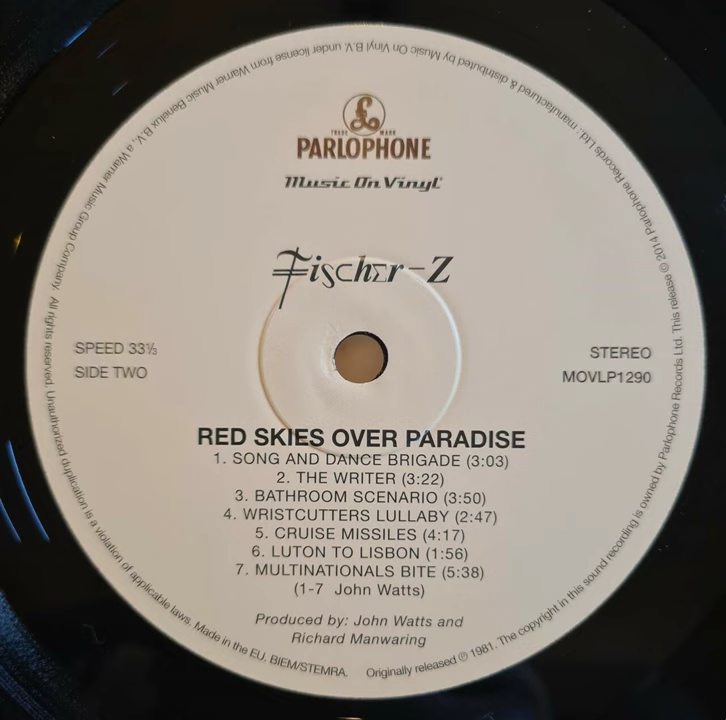 £
TRADE MARK
PARLOPHONE
Music On Vinyl
Fischer-Z
SPEED 33⅓
SIDE TWO
STEREO
MOVLP1290
RED SKIES OVER PARADISE
1. SONG AND DANCE BRIGADE (3:03)
2. THE WRITER (3:22)
3. BATHROOM SCENARIO (3:50)
4. WRISTCUTTERS LULLABY (2:47)
5. CRUISE MISSILES (4:17)
6. LUTON TO LISBON (1:56)
7. MULTINATIONALS BITE (5:38)
(1-7 John Watts)
Produced by: John Watts and
Richard Manwaring
Originally released ℗ 1981. The copyright in this sound recording is owned by Parlophone Records Ltd. This release © 2014 Parlophone Records Ltd. manufactured & distributed by Music On Vinyl B.V. under license from Warner Music Benelux B.V., a Warner Music Group Company. All rights reserved. Unauthorized duplication is a violation of applicable laws. Made in the EU. BIEM/STEMRA.